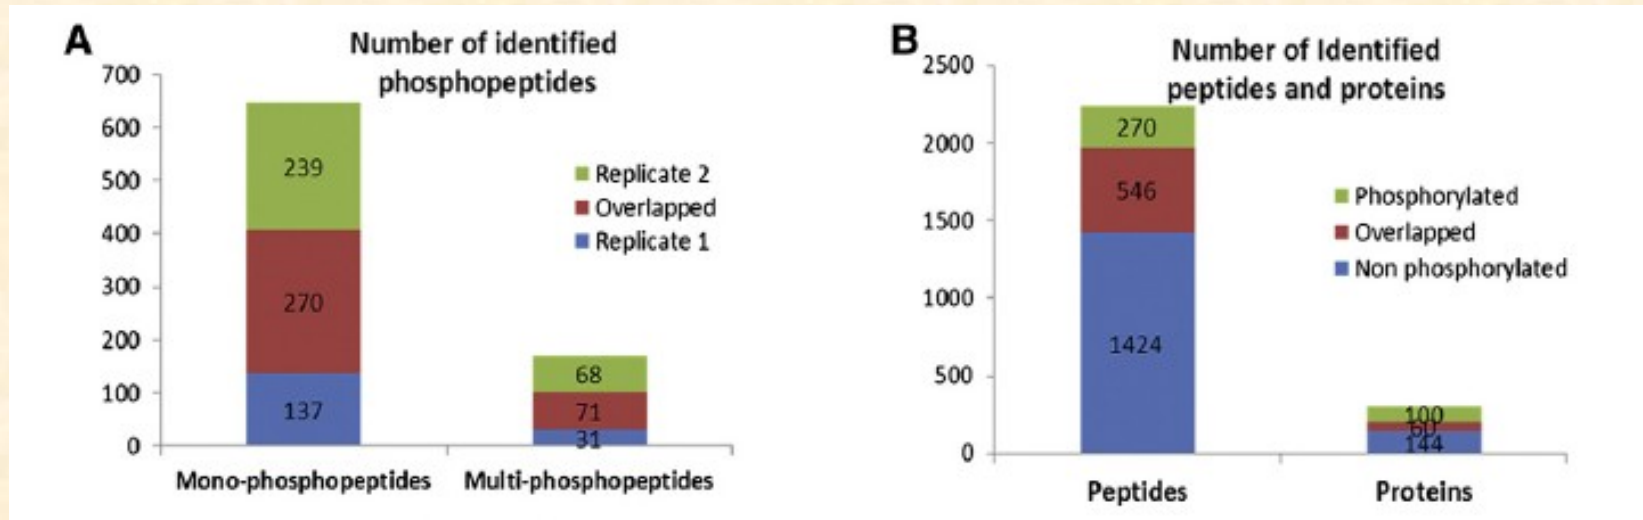 A
Number of identified
phosphopeptides
700
600
500
400
300
200
100
0
239
270
137
68
71
31
Replicate 2
Overlapped
Replicate 1
Mono-phosphopeptides
Multi-phosphopeptides
B
Number of Identified
peptides and proteins
2500
2000
1500
1000
500
0
270
546
1424
100
60
144
Phosphorylated
Overlapped
Non phosphorylated
Peptides
Proteins